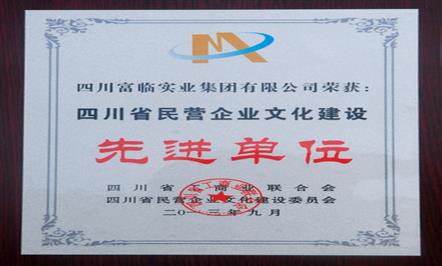 四川富临实业集团有限公司荣获:
四川省民营企业文化建设
先进单位
四川省工商业联合会
四川省民营企业文化建设委员会
二〇一三年九月